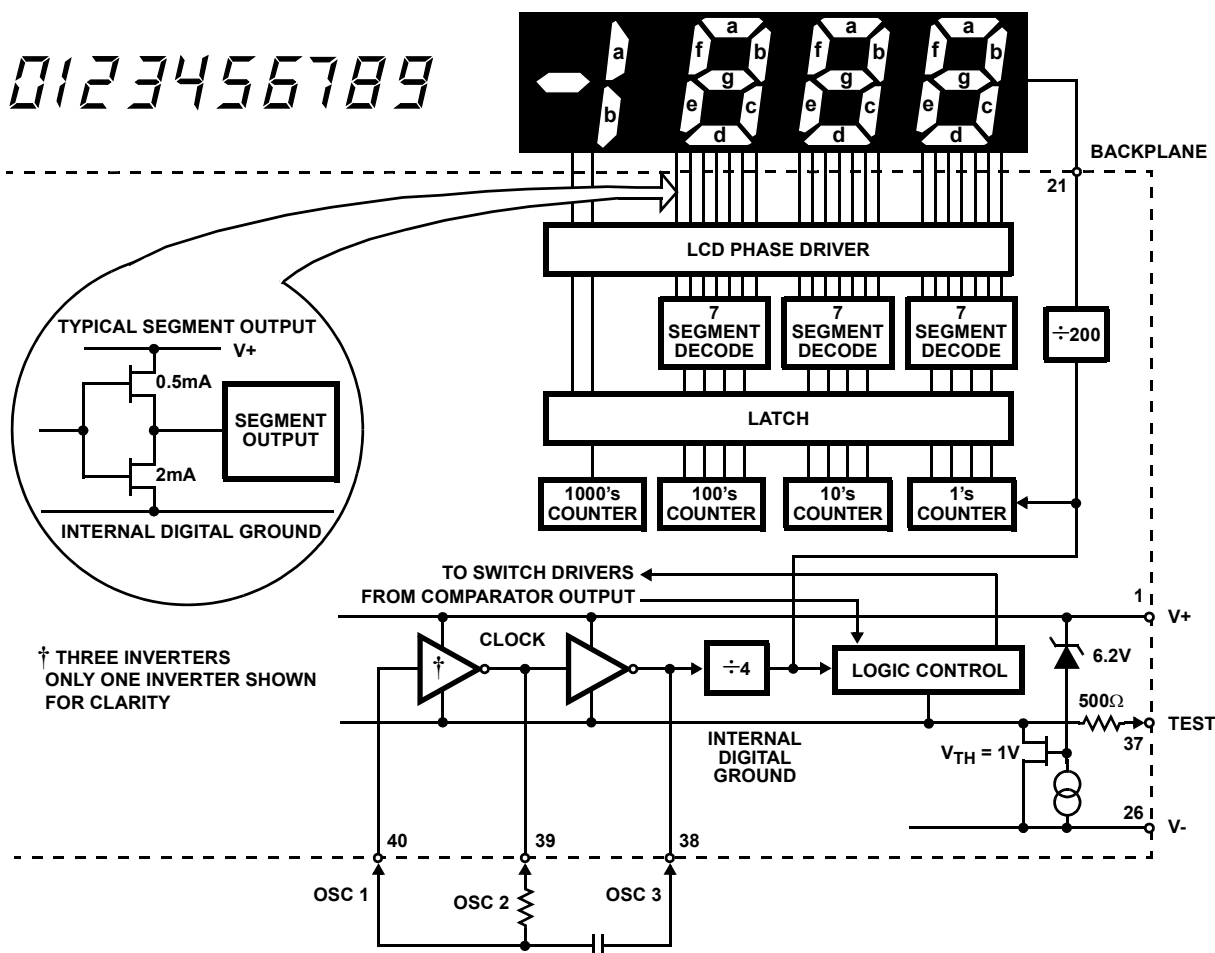 0123456789
a
b
a
f
b
g
e
c
d
a
f
b
g
e
c
d
a
f
b
g
e
c
d
BACKPLANE
21
LCD PHASE DRIVER
7
SEGMENT
DECODE
7
SEGMENT
DECODE
7
SEGMENT
DECODE
÷200
TYPICAL SEGMENT OUTPUT
V+
0.5mA
SEGMENT
OUTPUT
2mA
INTERNAL DIGITAL GROUND
LATCH
1000's
COUNTER
100's
COUNTER
10's
COUNTER
1's
COUNTER
TO SWITCH DRIVERS
FROM COMPARATOR OUTPUT
1
V+
† THREE INVERTERS
ONLY ONE INVERTER SHOWN
FOR CLARITY
†
CLOCK
÷4
LOGIC CONTROL
6.2V
500Ω
TEST
37
INTERNAL
DIGITAL
GROUND
VTH = 1V
26
V-
40
39
38
OSC 1
OSC 2
OSC 3